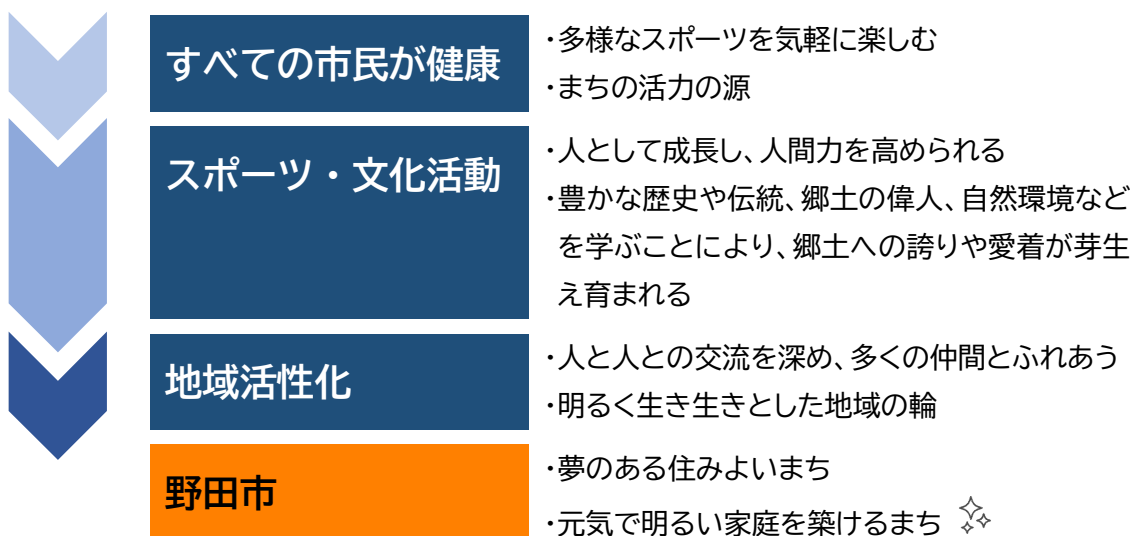 すべての市民が健康
・多様なスポーツを気軽に楽しむ
・まちの活力の源
スポーツ・文化活動
・人として成長し、人間力を高められる
・豊かな歴史や伝統、郷土の偉人、自然環境など
を学ぶことにより、郷土への誇りや愛着が芽生
え育まれる
地域活性化
・人と人との交流を深め、多くの仲間とふれあう
・明るく生き生きとした地域の輪
野田市
・夢のある住みよいまち
・元気で明るい家庭を築けるまち